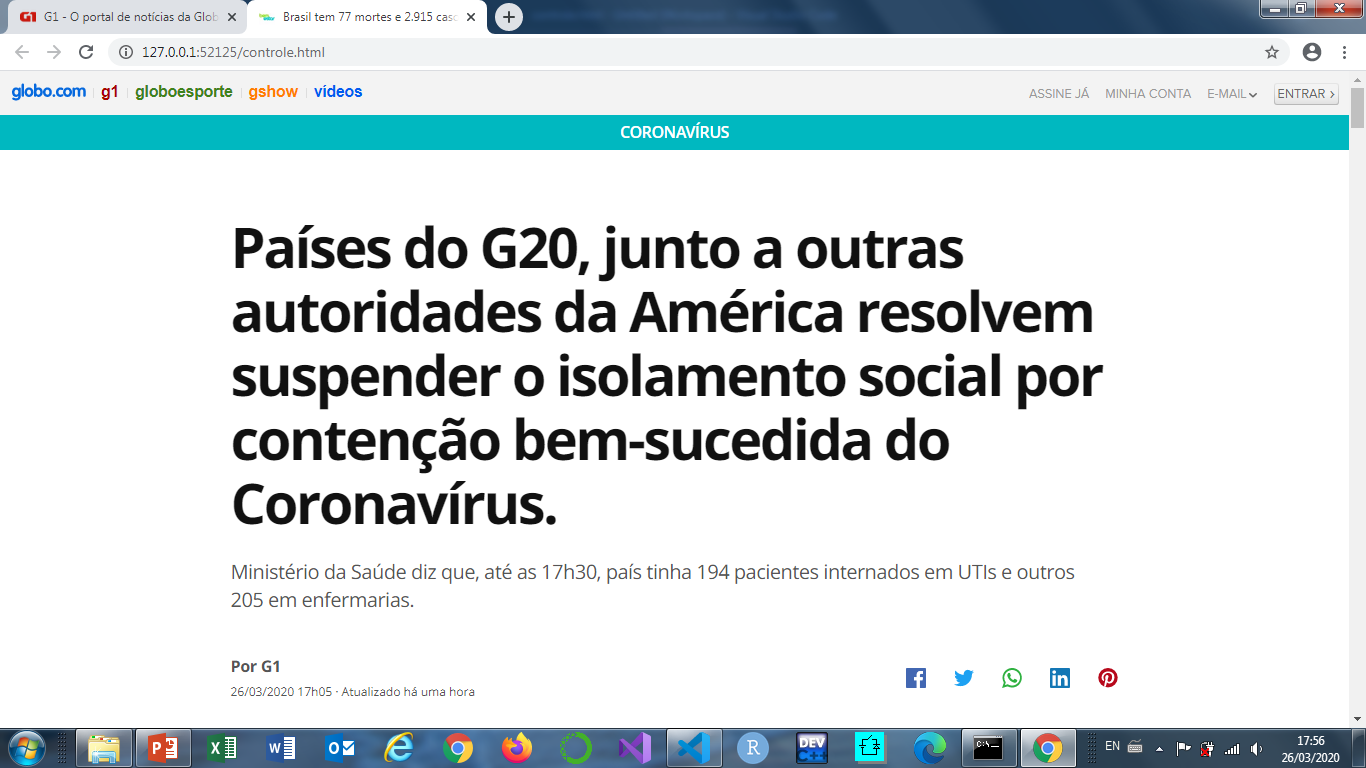 G1 - O portal de notícias da Glob
Brasil tem 77 mortes e 2.915 caso
127.0.0.1:52125/controle.html
globo.com g1 globoesporte gshow vídeos
ASSINE JÁ MINHA CONTA E-MAIL ENTRAR
CORONAVÍRUS
Países do G20, junto a outras
autoridades da América resolvem
suspender o isolamento social por
contenção bem-sucedida do
Coronavírus.
Ministério da Saúde diz que, até as 17h30, país tinha 194 pacientes internados em UTIs e outros
205 em enfermarias.
Por G1
26/03/2020 17h05 · Atualizado há uma hora
EN
17:56
26/03/2020